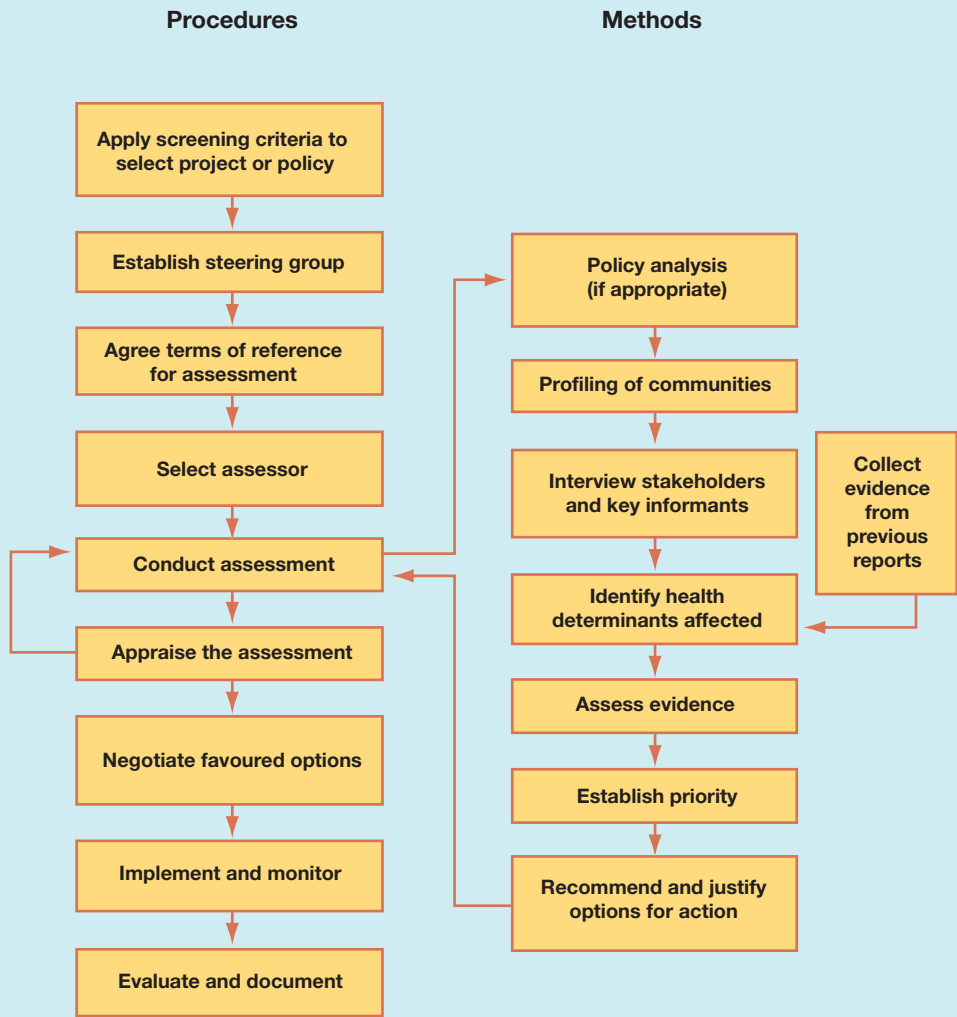 Procedures
Methods
Apply screening criteria to
select project or policy
Establish steering group
Agree terms of reference
for assessment
Select assessor
Conduct assessment
Appraise the assessment
Negotiate favoured options
Implement and monitor
Evaluate and document
Policy analysis
(if appropriate)
Profiling of communities
Interview stakeholders
and key informants
Identify health
determinants affected
Assess evidence
Establish priority
Recommend and justify
options for action
Collect
evidence
from
previous
reports